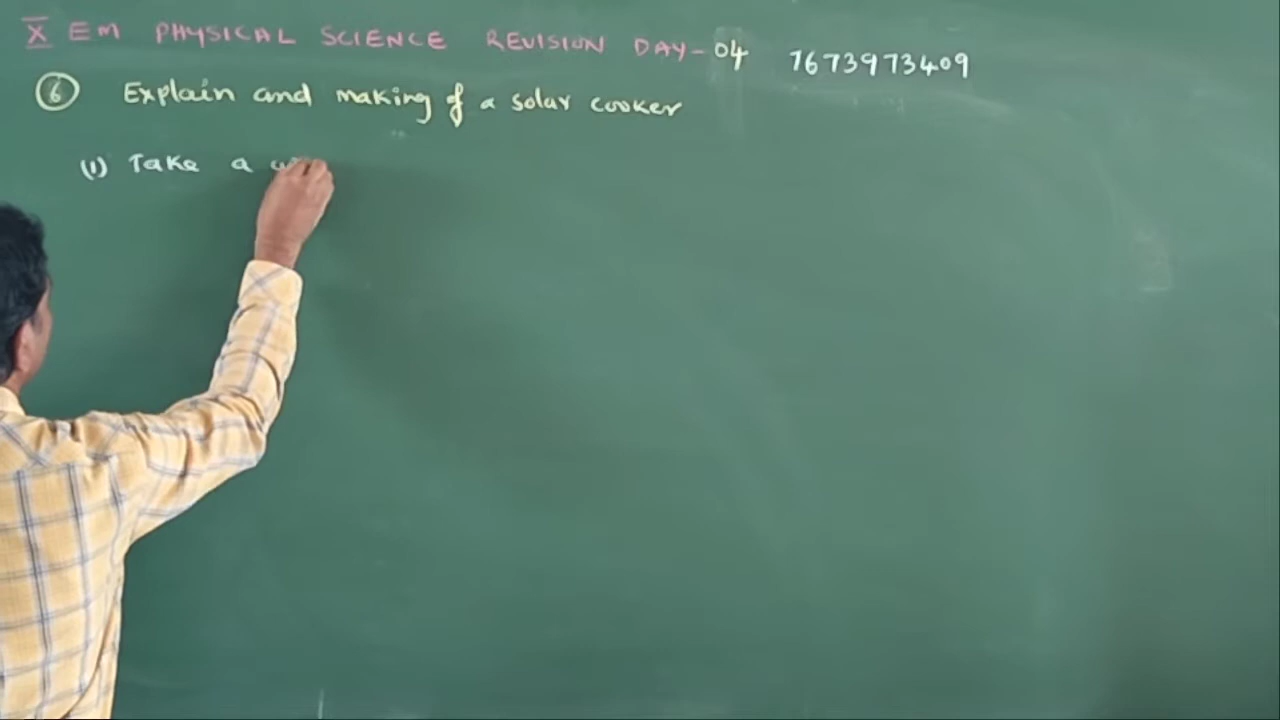 X EM PHYSICAL SCIENCE REVISION DAY-04 7673973409
6 Explain and making of a solar cooker
(1) Take a